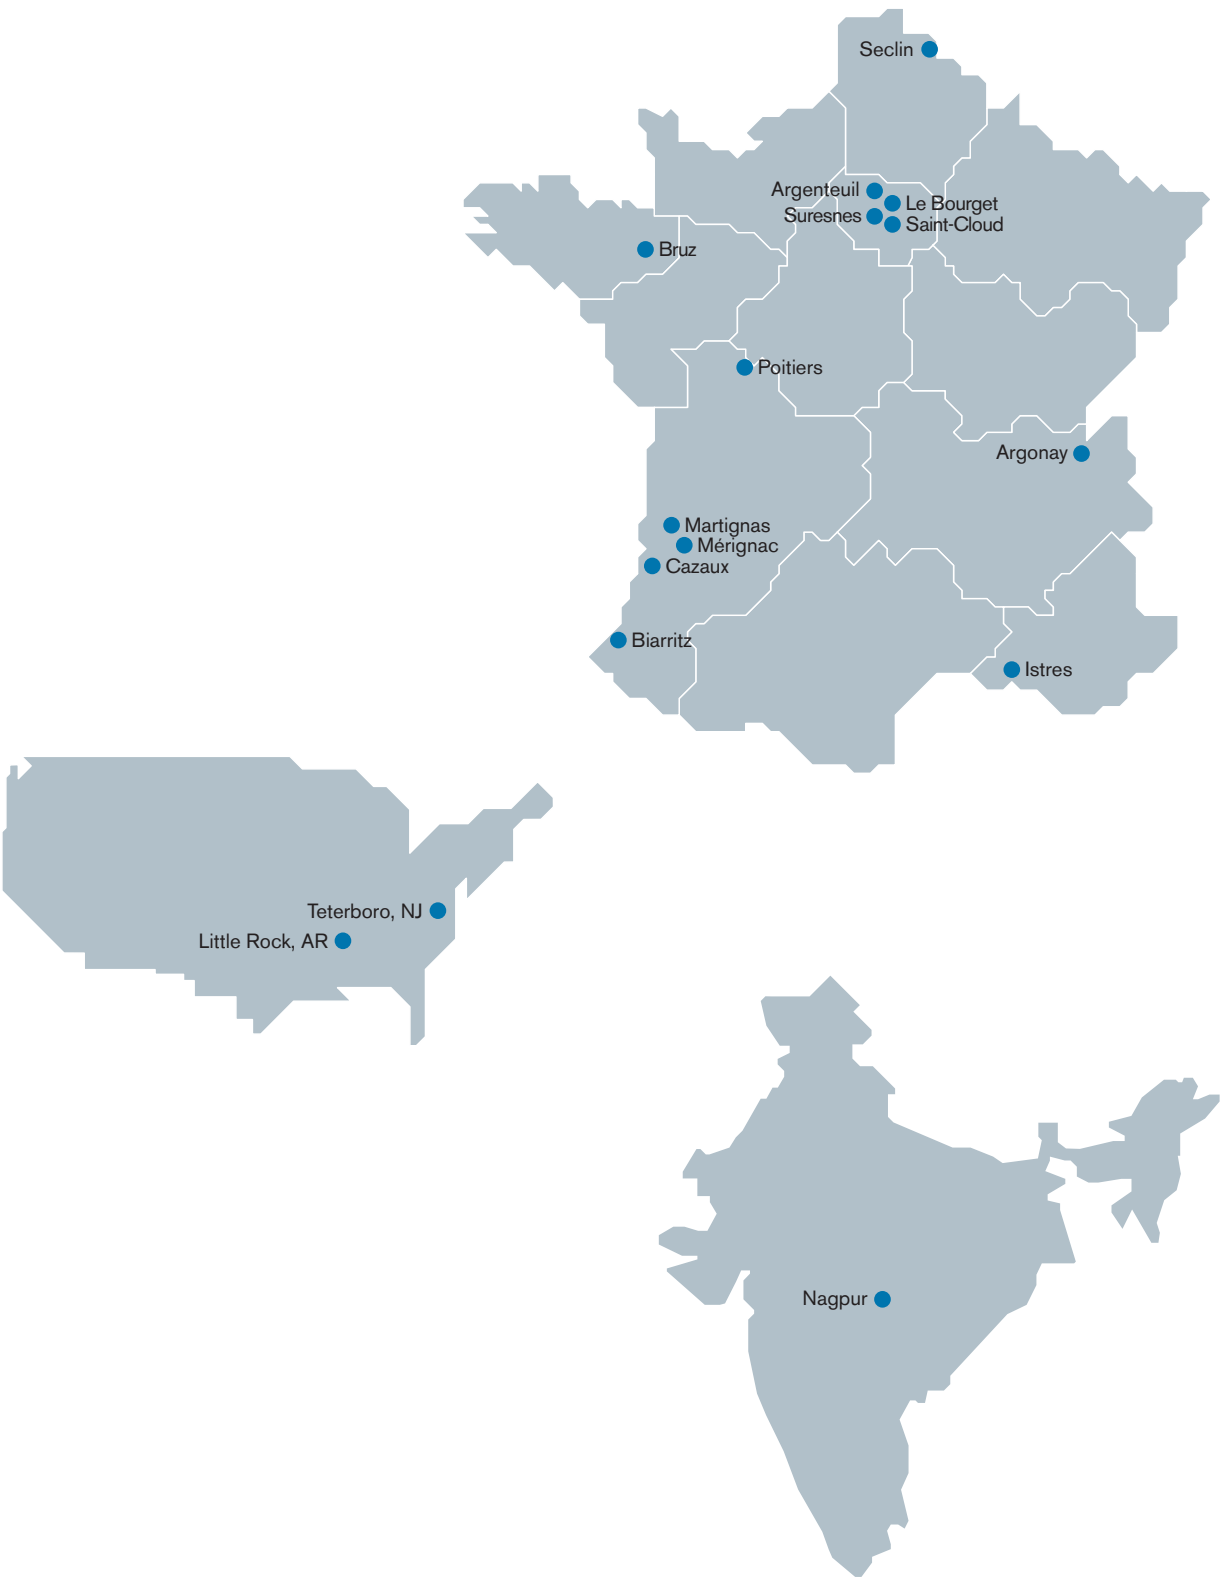 Seclin
Argenteuil
Le Bourget
Suresnes
Saint-Cloud
Bruz
Poitiers
Argonay
Martignas
Mérignac
Cazaux
Biarritz
Istres
Teterboro, NJ
Little Rock, AR
Nagpur